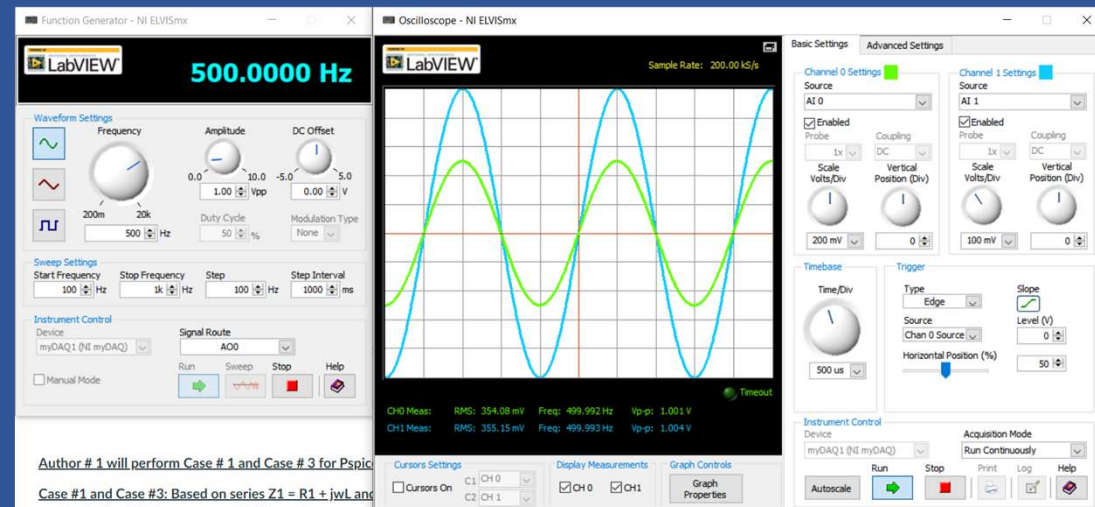 Function Generator - NI ELVISmx
LabVIEW
500.0000 Hz
Waveform Settings
Frequency
Amplitude
DC Offset
200m 20k
500 Hz
0.0 10.0
1.00 Vpp
-5.0 5.0
0.00 V
Duty Cycle
50 %
Modulation Type
None
Sweep Settings
Start Frequency Stop Frequency Step Step Interval
100 Hz 1k Hz 100 Hz 1000 ms
Instrument Control
Device
myDAQ1 (NI myDAQ)
Signal Route
AO0
Manual Mode
Run Sweep Stop Help
Author # 1 will perform Case # 1 and Case # 3 for Pspic
Case #1 and Case #3: Based on series Z1 = R1 + jwL and
Oscilloscope - NI ELVISmx
LabVIEW
Sample Rate: 200.00 kS/s
Timeout
CH0 Meas: RMS: 354.08 mV Freq: 499.992 Hz Vp-p: 1.001 V
CH1 Meas: RMS: 355.15 mV Freq: 499.993 Hz Vp-p: 1.004 V
Cursors Settings
Cursors On
C1 CH 0
C2 CH 1
Display Measurements
CH 0 CH1
Graph Controls
Graph
Properties
Basic Settings Advanced Settings
Channel 0 Settings
Source
AI 0
Enabled
Probe Coupling
1x DC
Scale
Volts/Div
Vertical
Position (Div)
200 mV 0
Channel 1 Settings
Source
AI 1
Enabled
Probe Coupling
1x DC
Scale
Volts/Div
Vertical
Position (Div)
100 mV 0
Timebase
Time/Div
500 us
Trigger
Type
Edge
Slope
Source
Chan 0 Source
Level (V)
0
Horizontal Position (%)
50
Instrument Control
Device
myDAQ1 (NI myDAQ)
Acquisition Mode
Run Continuously
Run Stop Print Log Help
Autoscale